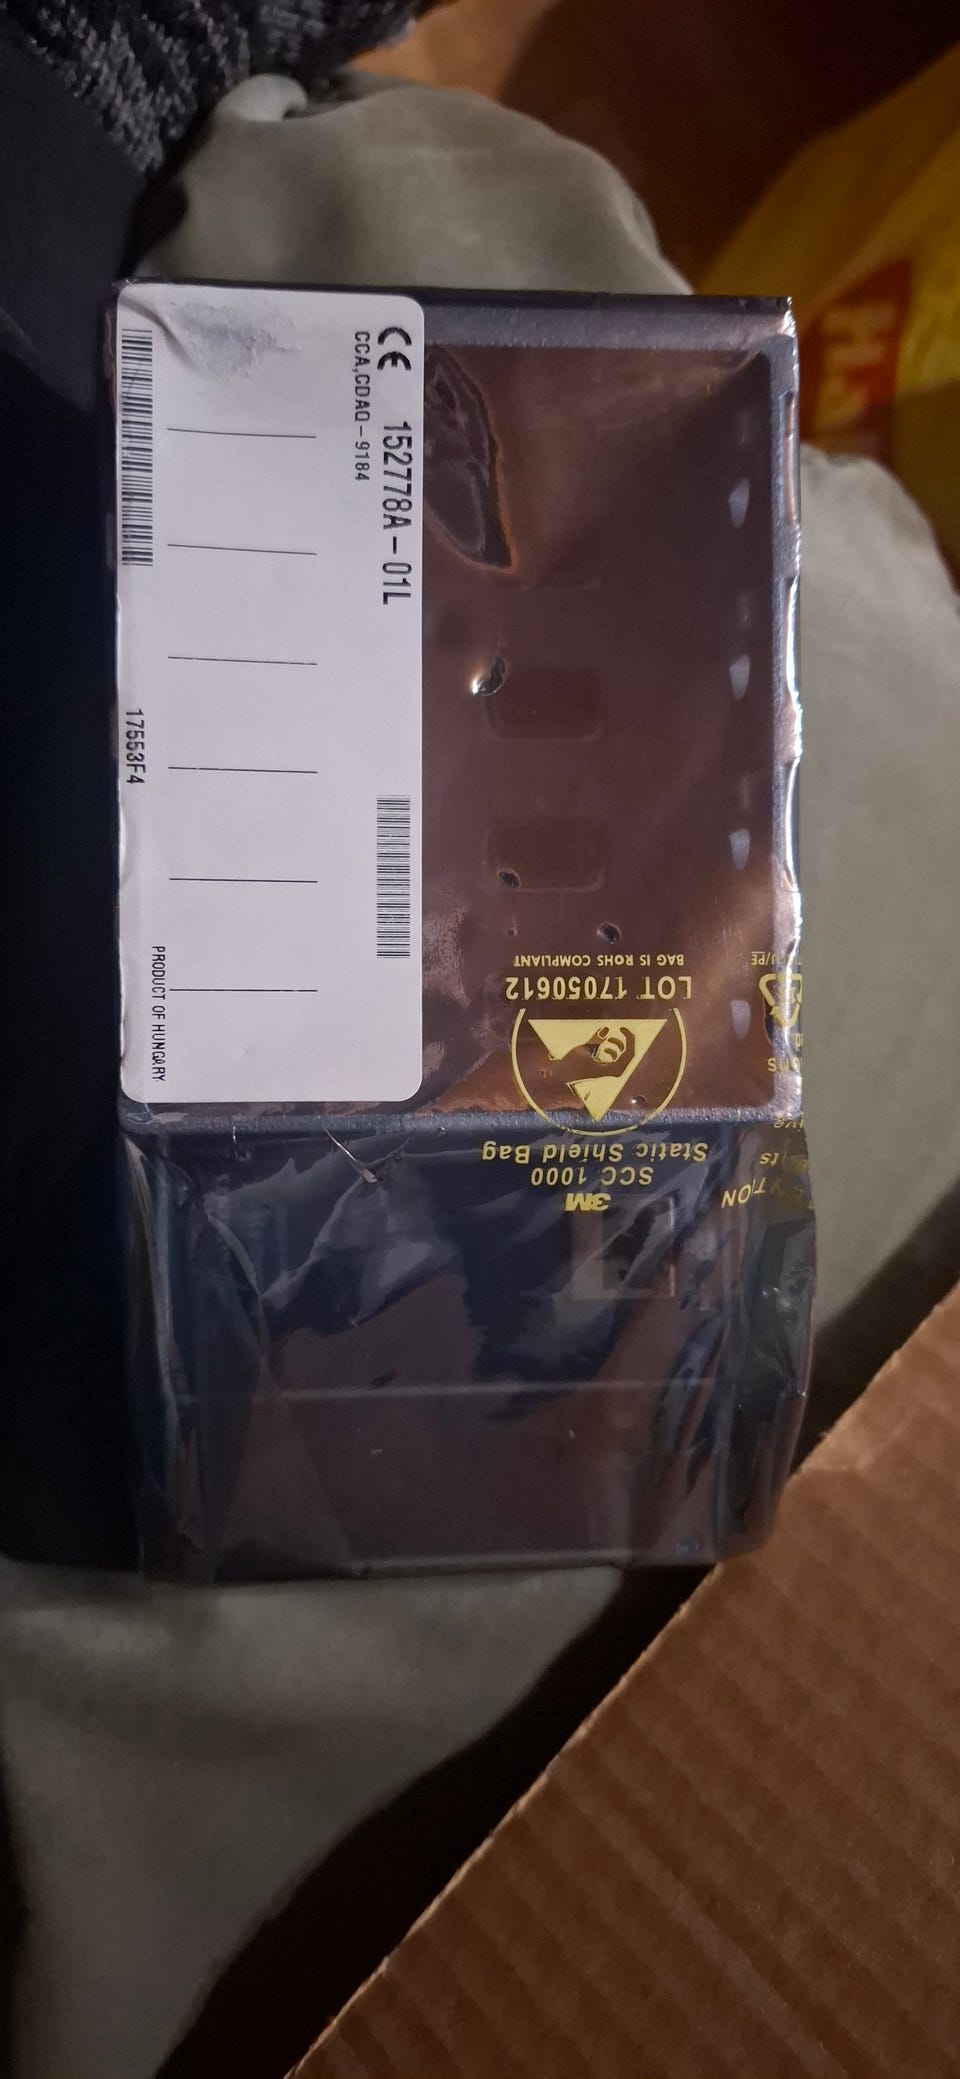 CE 152778A-01L
CCA,CDAQ-9184
17553F4
PRODUCT OF HUNGARY
BAG IS ROHS COMPLIANT
LOT 17050612
3M
SCC 1000
Static Shield Bag